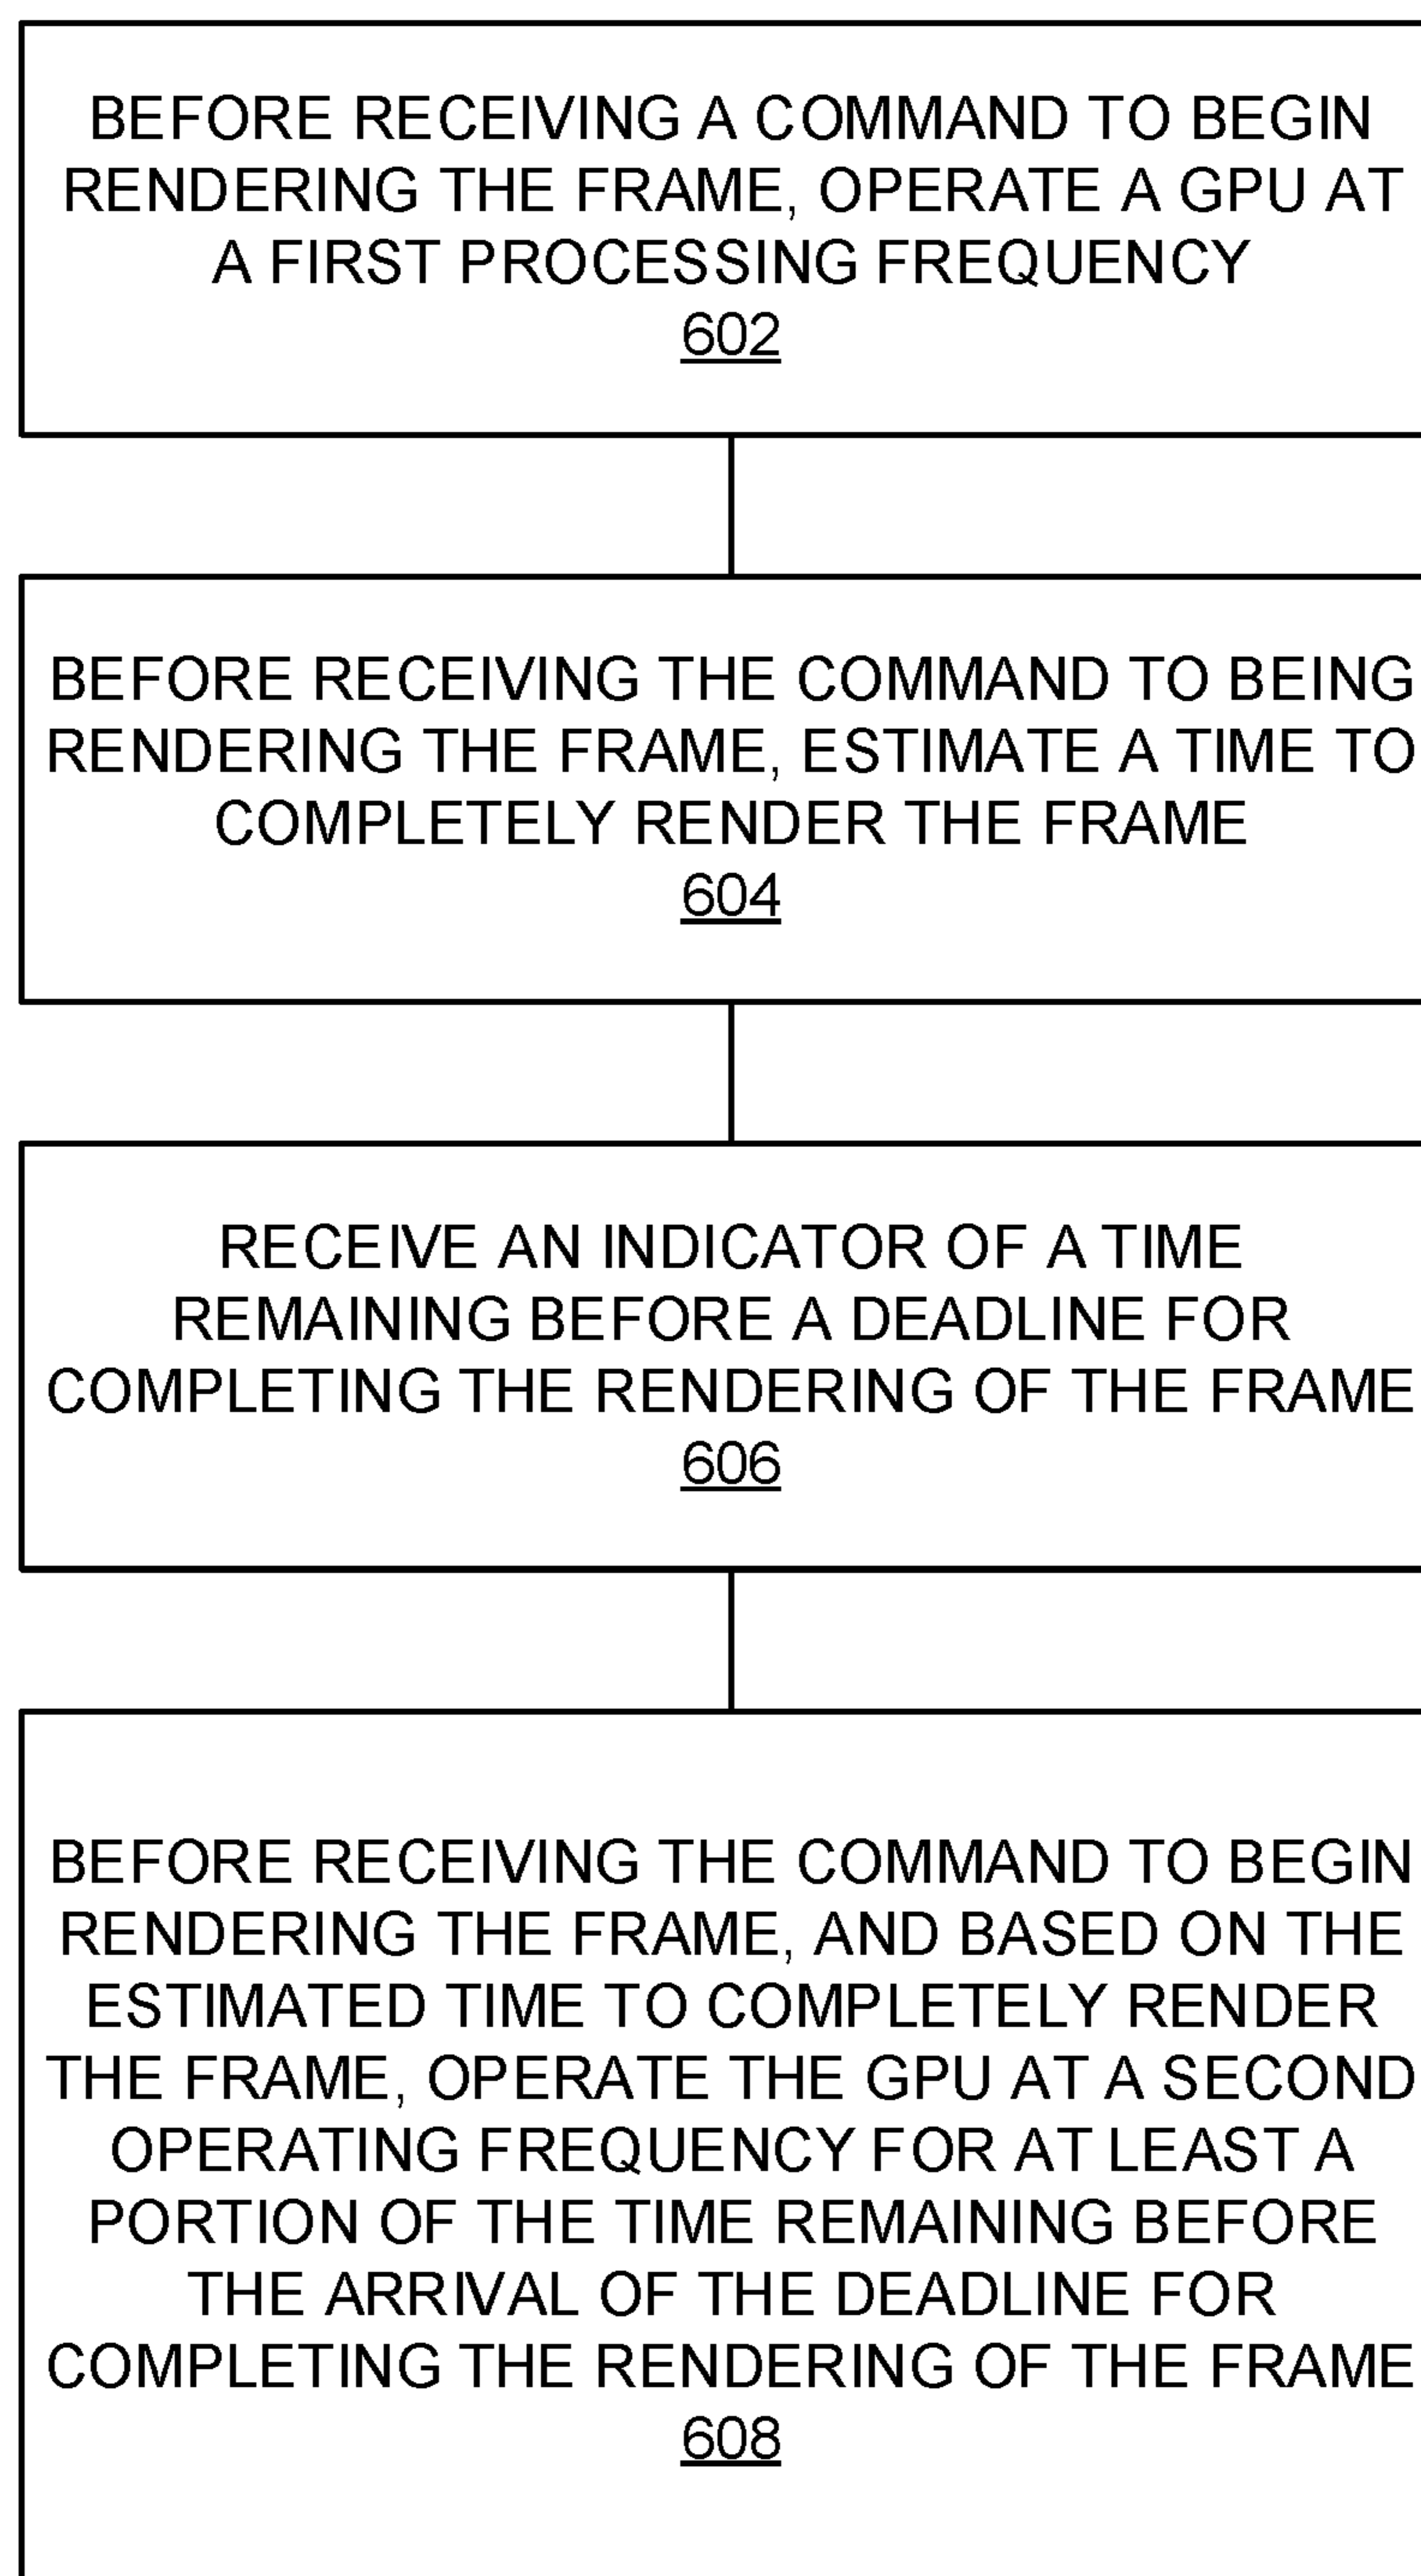 BEFORE RECEIVING A COMMAND TO BEGIN
RENDERING THE FRAME, OPERATE A GPU AT
A FIRST PROCESSING FREQUENCY
602
BEFORE RECEIVING THE COMMAND TO BEING
RENDERING THE FRAME, ESTIMATE A TIME TO
COMPLETELY RENDER THE FRAME
604
RECEIVE AN INDICATOR OF A TIME
REMAINING BEFORE A DEADLINE FOR
COMPLETING THE RENDERING OF THE FRAME
606
BEFORE RECEIVING THE COMMAND TO BEGIN
RENDERING THE FRAME, AND BASED ON THE
ESTIMATED TIME TO COMPLETELY RENDER
THE FRAME, OPERATE THE GPU AT A SECOND
OPERATING FREQUENCY FOR AT LEAST A
PORTION OF THE TIME REMAINING BEFORE
THE ARRIVAL OF THE DEADLINE FOR
COMPLETING THE RENDERING OF THE FRAME
608